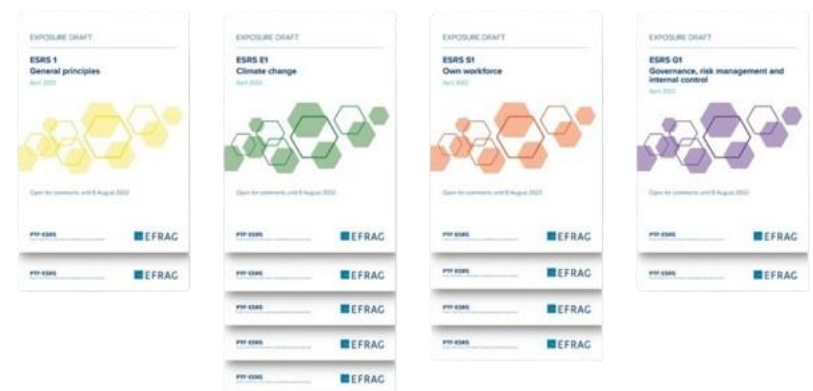 EXPOSURE DRAFT
ESRS 1
General principles
April 2022
Open for comments until 8 August 2022
PTF-ESRS
EFRAG
PTF-ESRS
EFRAG
EXPOSURE DRAFT
ESRS E1
Climate change
April 2022
Open for comments until 8 August 2022
PTF-ESRS
EFRAG
PTF-ESRS
EFRAG
PTF-ESRS
EFRAG
PTF-ESRS
EFRAG
PTF-ESRS
EFRAG
EXPOSURE DRAFT
ESRS S1
Own workforce
April 2022
Open for comments until 8 August 2022
PTF-ESRS
EFRAG
PTF-ESRS
EFRAG
PTF-ESRS
EFRAG
PTF-ESRS
EFRAG
EXPOSURE DRAFT
ESRS G1
Governance, risk management and
internal control
April 2022
Open for comments until 8 August 2022
PTF-ESRS
EFRAG
PTF-ESRS
EFRAG